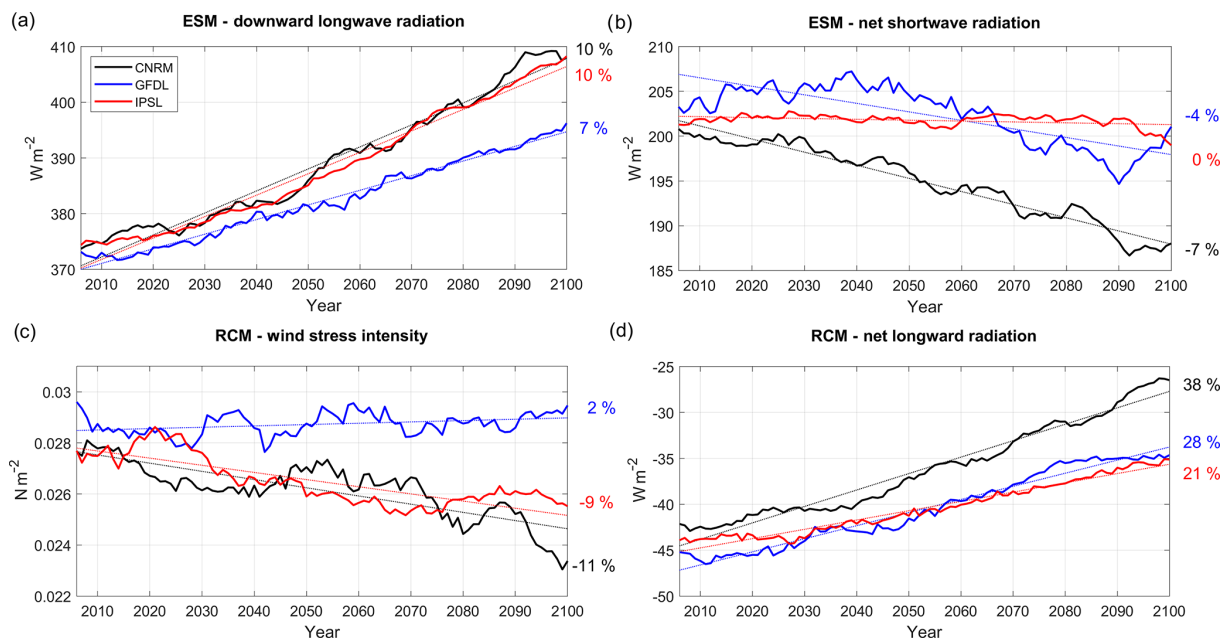 (a)
ESM - downward longwave radiation
410
400
390
380
370
W m-2
CNRM
GFDL
IPSL
10 %
10 %
7 %
2010 2020 2030 2040 2050 2060 2070 2080 2090 2100
Year
(b)
ESM - net shortwave radiation
210
205
200
195
190
185
W m-2
-4 %
0 %
-7 %
2010 2020 2030 2040 2050 2060 2070 2080 2090 2100
Year
(c)
RCM - wind stress intensity
0.03
0.028
0.026
0.024
0.022
N m-2
2 %
-9 %
-11 %
2010 2020 2030 2040 2050 2060 2070 2080 2090 2100
Year
(d)
RCM - net longward radiation
-25
-30
-35
-40
-45
-50
W m-2
38 %
28 %
21 %
2010 2020 2030 2040 2050 2060 2070 2080 2090 2100
Year